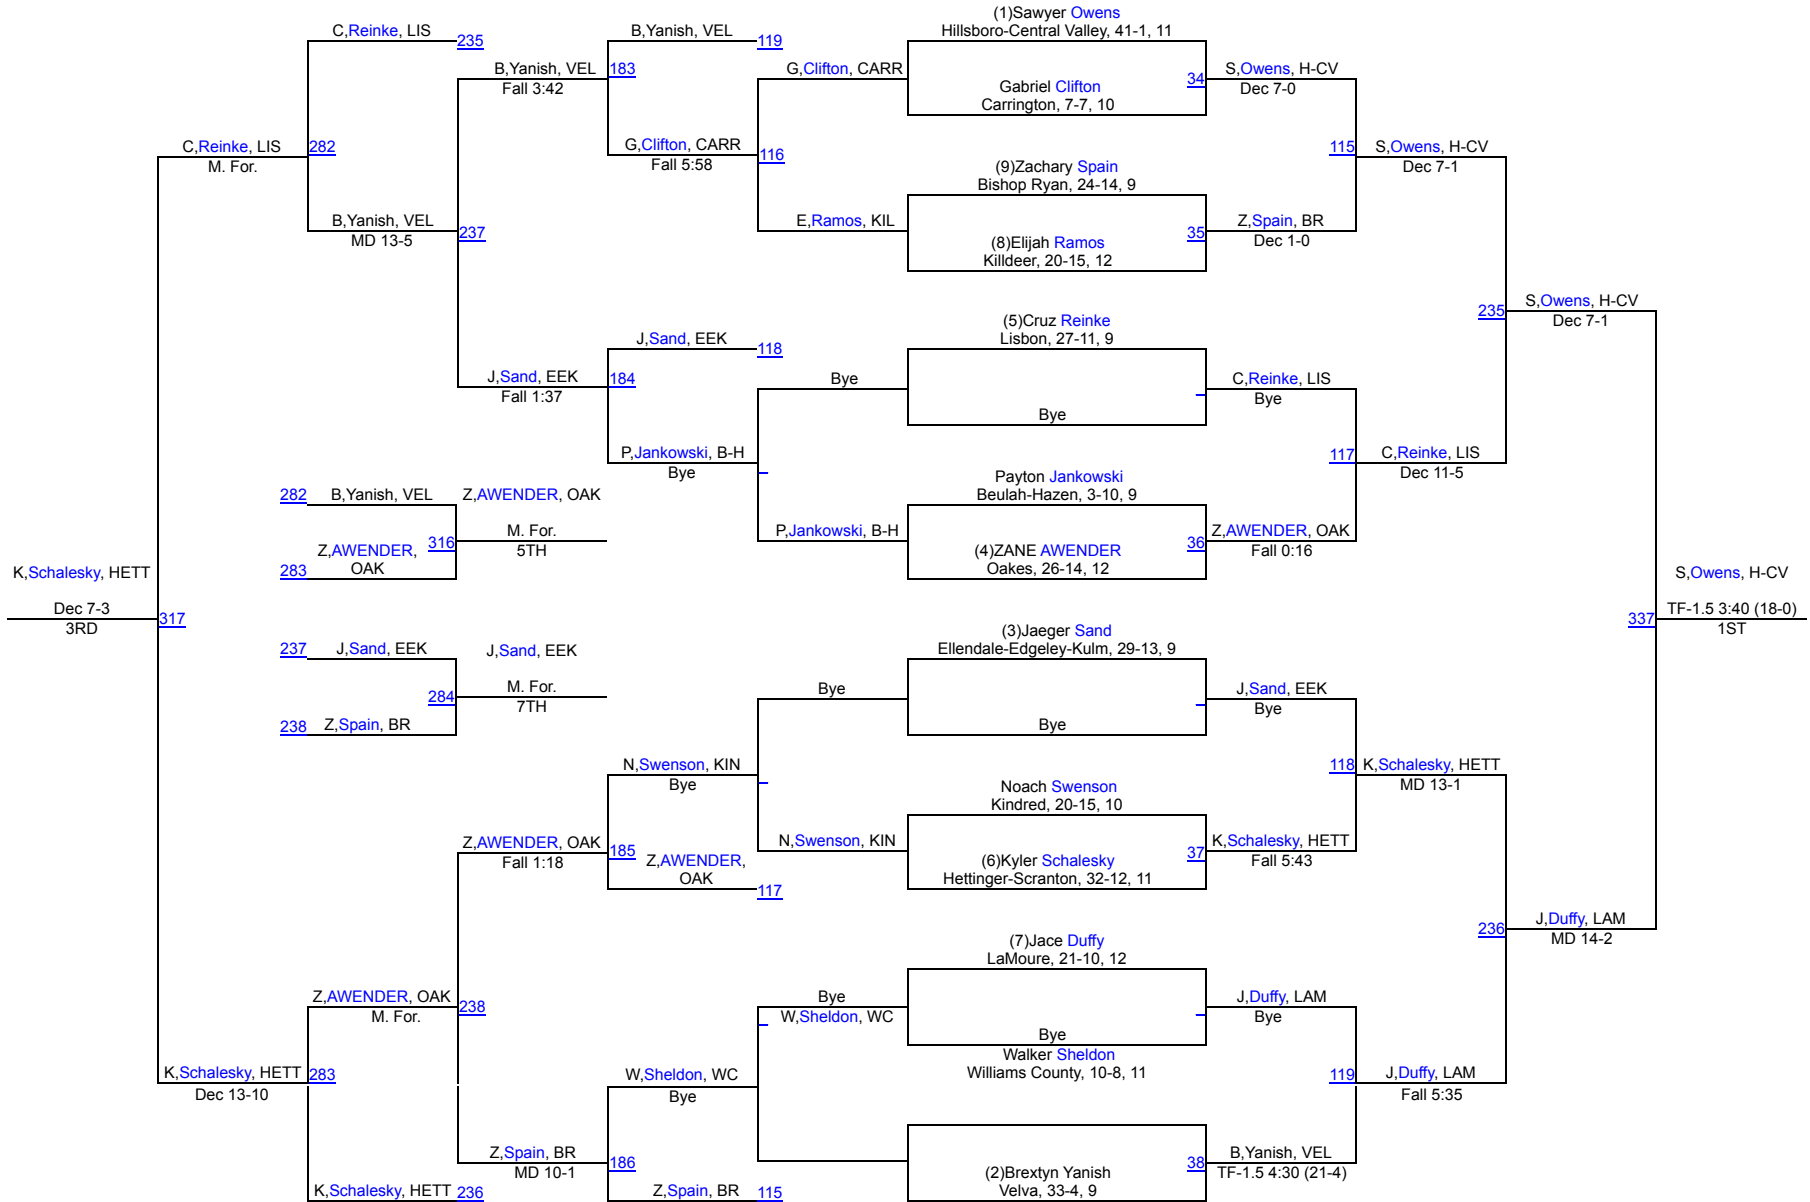 (1)Sawyer Owens
Hillsboro-Central Valley, 41-1, 11
C,Reinke, LIS 235
B,Yanish, VEL 119
B,Yanish, VEL 183
Fall 3:42
G,Clifton, CARR
Gabriel Clifton
Carrington, 7-7, 10
34 S,Owens, H-CV
Dec 7-0
C,Reinke, LIS 282
M. For.
G,Clifton, CARR 116
Fall 5:58
115 S,Owens, H-CV
Dec 7-1
(9)Zachary Spain
Bishop Ryan, 24-14, 9
B,Yanish, VEL 237
MD 13-5
E,Ramos, KIL
35 Z,Spain, BR
Dec 1-0
(8)Elijah Ramos
Killdeer, 20-15, 12
235 S,Owens, H-CV
Dec 7-1
(5)Cruz Reinke
Lisbon, 27-11, 9
J,Sand, EEK 118
J,Sand, EEK 184
Fall 1:37
Bye
C,Reinke, LIS
Bye
Bye
P,Jankowski, B-H
Bye
117 C,Reinke, LIS
Dec 11-5
Payton Jankowski
Beulah-Hazen, 3-10, 9
282 B,Yanish, VEL Z,AWENDER, OAK
316 M. For.
5TH
Z,AWENDER,
OAK
283
P,Jankowski, B-H
36 Z,AWENDER, OAK
Fall 0:16
(4)ZANE AWENDER
Oakes, 26-14, 12
K,Schalesky, HETT
Dec 7-3 317
3RD
S,Owens, H-CV
337 TF-1.5 3:40 (18-0)
1ST
(3)Jaeger Sand
Ellendale-Edgeley-Kulm, 29-13, 9
237 J,Sand, EEK J,Sand, EEK
284 M. For.
7TH
238 Z,Spain, BR
Bye
J,Sand, EEK
Bye
Bye
N,Swenson, KIN
Bye
118 K,Schalesky, HETT
MD 13-1
Noach Swenson
Kindred, 20-15, 10
Z,AWENDER, OAK 185
Fall 1:18
Z,AWENDER,
OAK
117
N,Swenson, KIN
37 K,Schalesky, HETT
Fall 5:43
(6)Kyler Schalesky
Hettinger-Scranton, 32-12, 11
236 J,Duffy, LAM
MD 14-2
(7)Jace Duffy
LaMoure, 21-10, 12
Z,AWENDER, OAK 238
M. For.
Bye
W,Sheldon, WC
J,Duffy, LAM
Bye
Bye
Walker Sheldon
Williams County, 10-8, 11
K,Schalesky, HETT 283
Dec 13-10
W,Sheldon, WC
Bye
119 J,Duffy, LAM
Fall 5:35
Z,Spain, BR 186
MD 10-1
38 B,Yanish, VEL
TF-1.5 4:30 (21-4)
(2)Brextyn Yanish
Velva, 33-4, 9
K,Schalesky, HETT 236
Z,Spain, BR 115